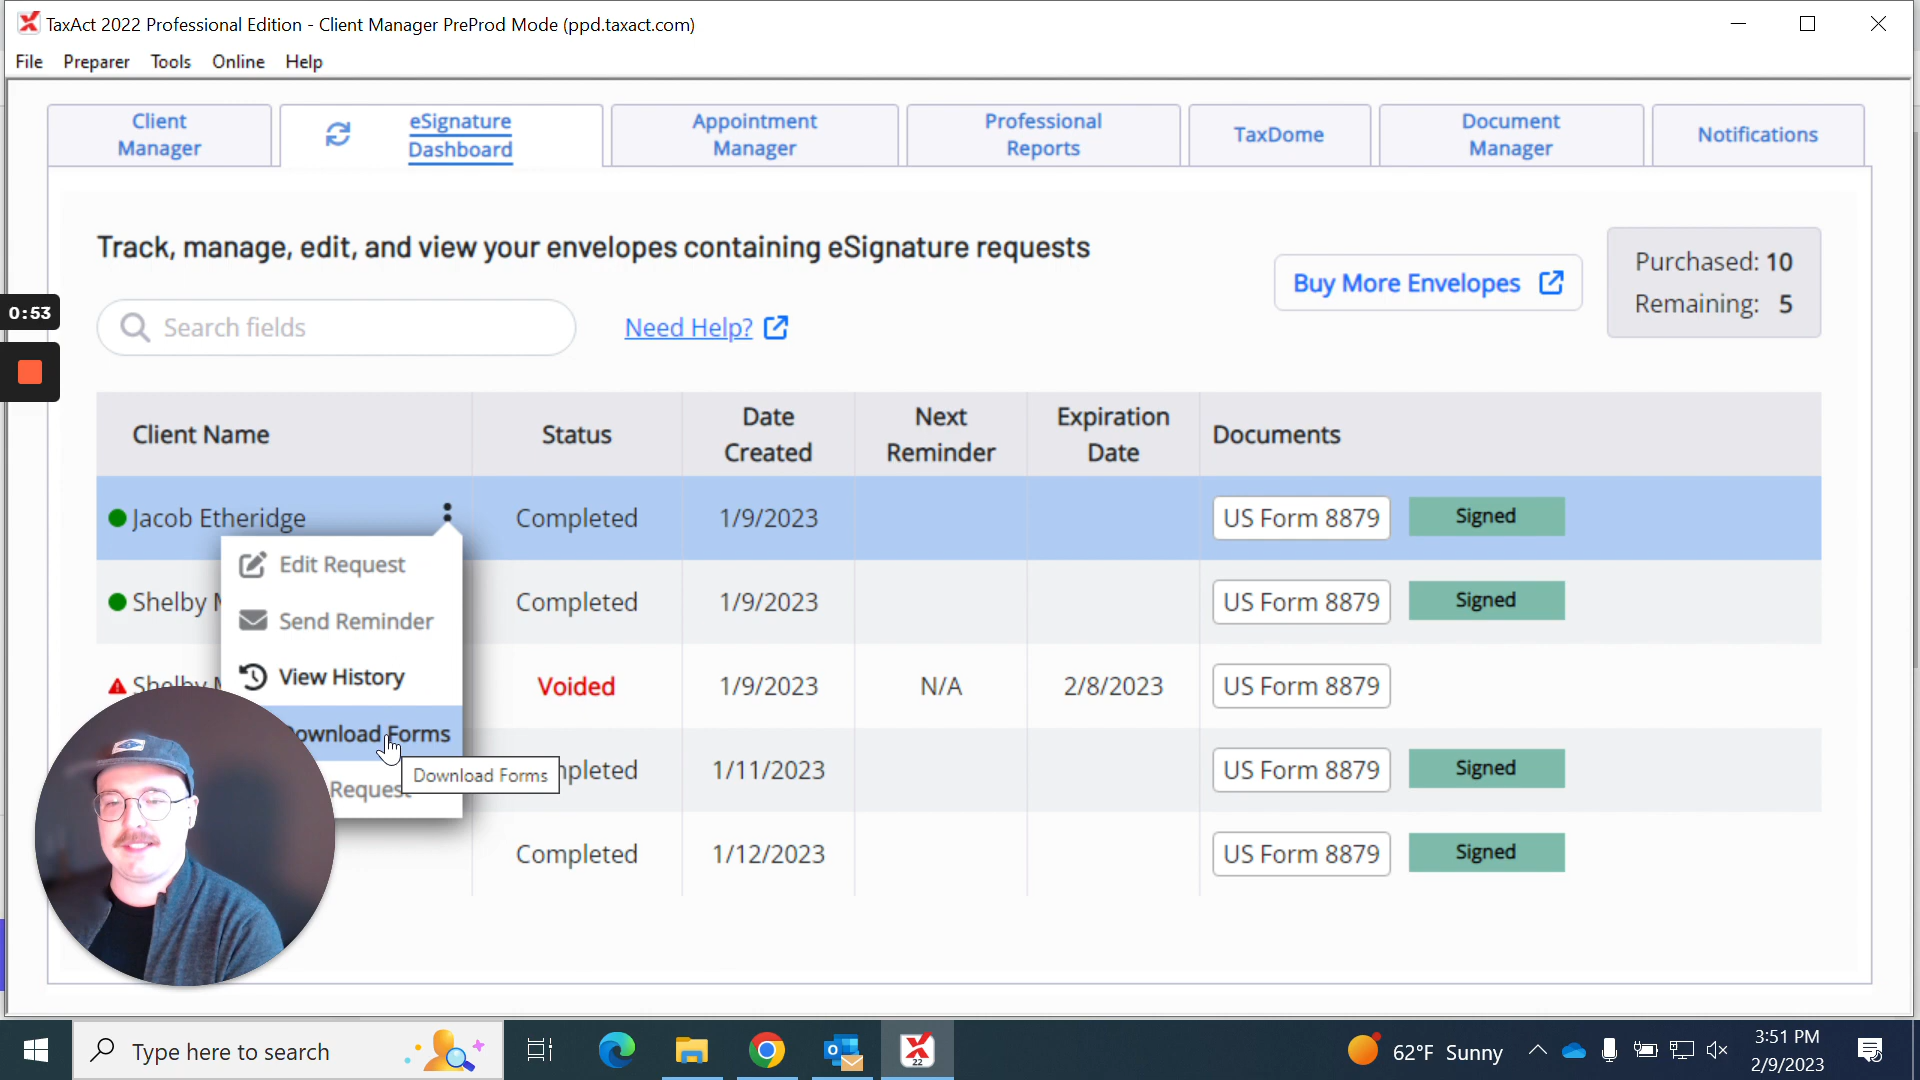 TaxAct 2022 Professional Edition - Client Manager PreProd Mode (ppd.taxact.com)
File Preparer Tools Online Help
Client Manager
eSignature Dashboard
Appointment Manager
Professional Reports
TaxDome
Document Manager
Notifications
Track, manage, edit, and view your envelopes containing eSignature requests
Buy More Envelopes
Purchased: 10
Remaining: 5
0:53
Search fields
Need Help?
Client Name Status Date Created Next Reminder Expiration Date Documents
Jacob Etheridge Completed 1/9/2023 US Form 8879 Signed
Edit Request
Shelby Completed 1/9/2023 US Form 8879 Signed
Send Reminder
View History
Shelby Voided 1/9/2023 N/A 2/8/2023 US Form 8879
Download Forms
Download Forms
1/11/2023 US Form 8879 Signed
Request
Completed 1/12/2023 US Form 8879 Signed
Type here to search
22
62°F Sunny
3:51 PM
2/9/2023